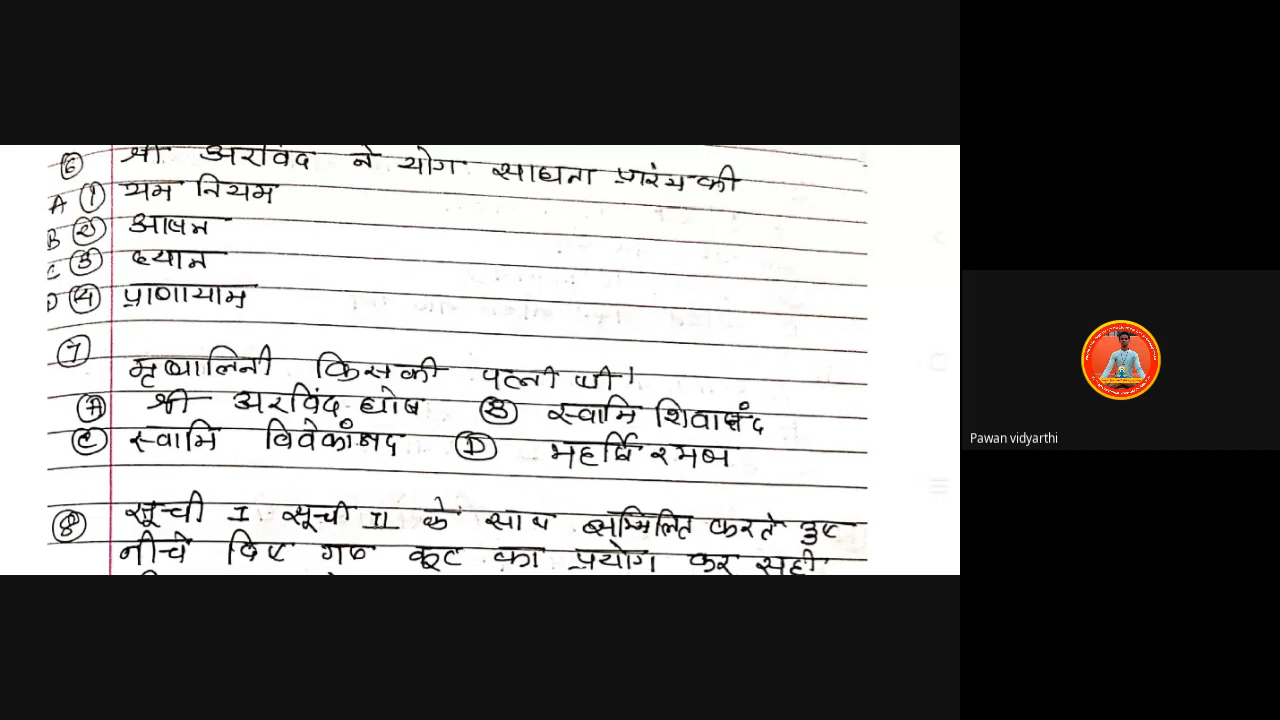 ⑥ श्री अरविंद ने योग साधना प्रारंभ की
A ① यम नियम
B ② आसन
C ③ ध्यान
D ④ प्राणायाम
⑦ मृणालिनी किसकी पत्नी थी।
Ⓐ श्री अरविंद घोष Ⓑ स्वामि शिवानंद
Ⓒ स्वामि विवेकांनद Ⓓ महर्षि रमण
⑧ सूची I सूची II के साथ सम्मिलित करते हुए
नीचे दिए गए कूट का प्रयोग कर सही
Pawan vidyarthi